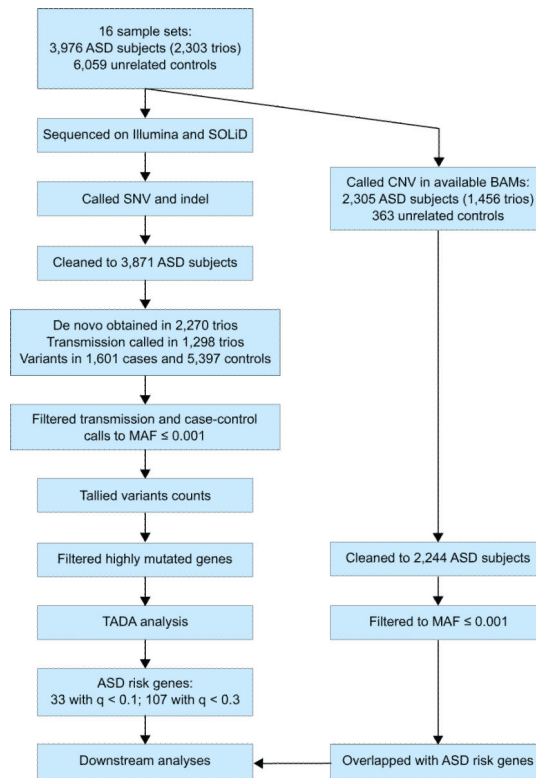 16 sample sets:
3,976 ASD subjects (2,303 trios)
6,059 unrelated controls
Sequenced on Illumina and SOLiD
Called SNV and indel
Cleaned to 3,871 ASD subjects
De novo obtained in 2,270 trios
Transmission called in 1,298 trios
Variants in 1,601 cases and 5,397 controls
Filtered transmission and case-control
calls to MAF ≤ 0.001
Tallied variants counts
Filtered highly mutated genes
TADA analysis
ASD risk genes:
33 with q < 0.1; 107 with q < 0.3
Downstream analyses
Called CNV in available BAMs:
2,305 ASD subjects (1,456 trios)
363 unrelated controls
Cleaned to 2,244 ASD subjects
Filtered to MAF ≤ 0.001
Overlapped with ASD risk genes